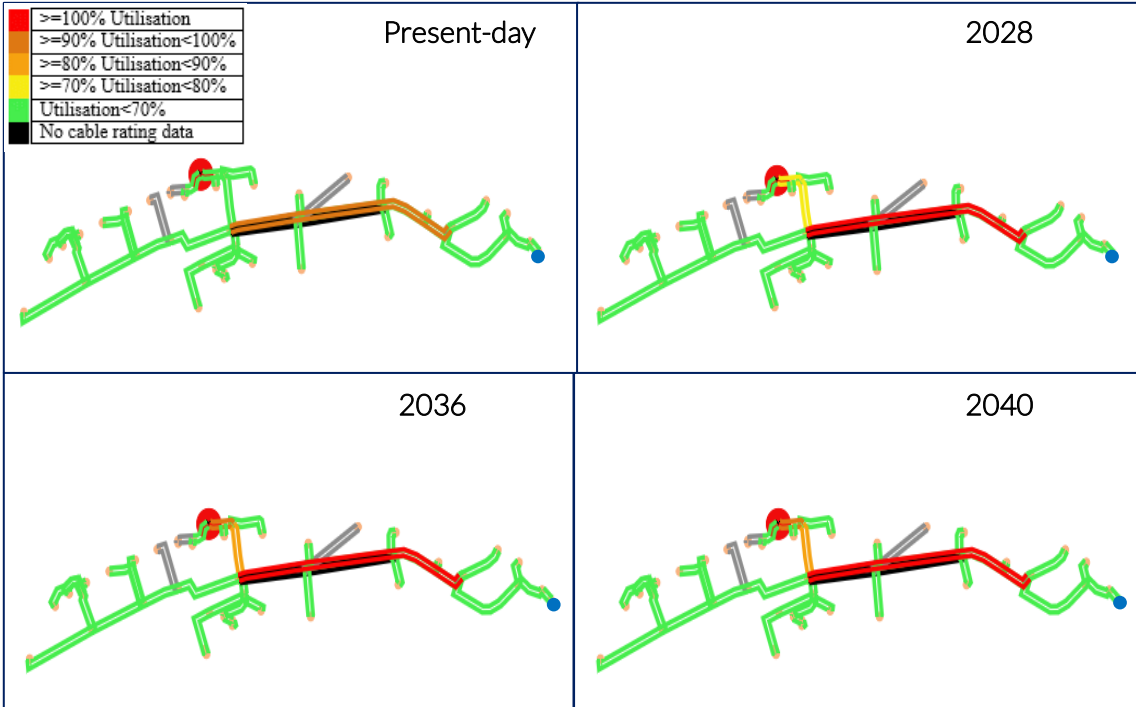 >=100% Utilisation
>=90% Utilisation<100%
>=80% Utilisation<90%
>=70% Utilisation<80%
Utilisation<70%
No cable rating data
Present-day
2028
2036
2040